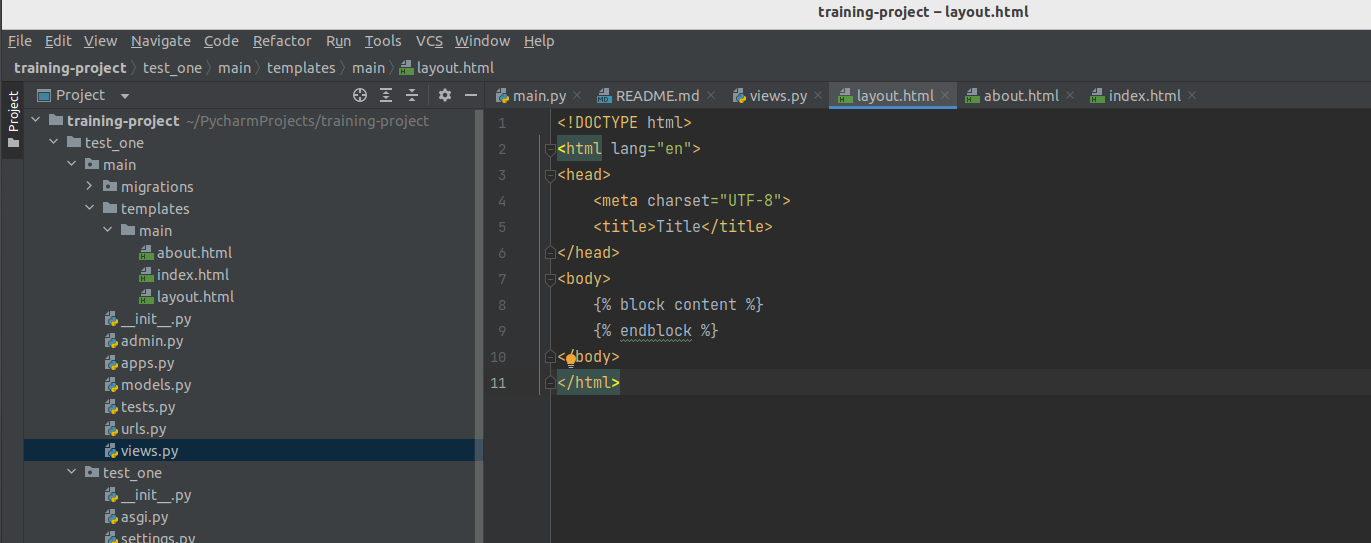 training-project – layout.html
File Edit View Navigate Code Refactor Run Tools VCS Window Help
training-project test_one main templates main layout.html
Project
Project
main.py README.md views.py layout.html about.html index.html
training-project ~/PycharmProjects/training-project
test_one
main
migrations
templates
main
about.html
index.html
layout.html
__init__.py
admin.py
apps.py
models.py
tests.py
urls.py
views.py
test_one
__init__.py
asgi.py
settings.py
1 <!DOCTYPE html>
2 <html lang="en">
3 <head>
4     <meta charset="UTF-8">
5     <title>Title</title>
6 </head>
7 <body>
8     {% block content %}
9     {% endblock %}
10 </body>
11 </html>